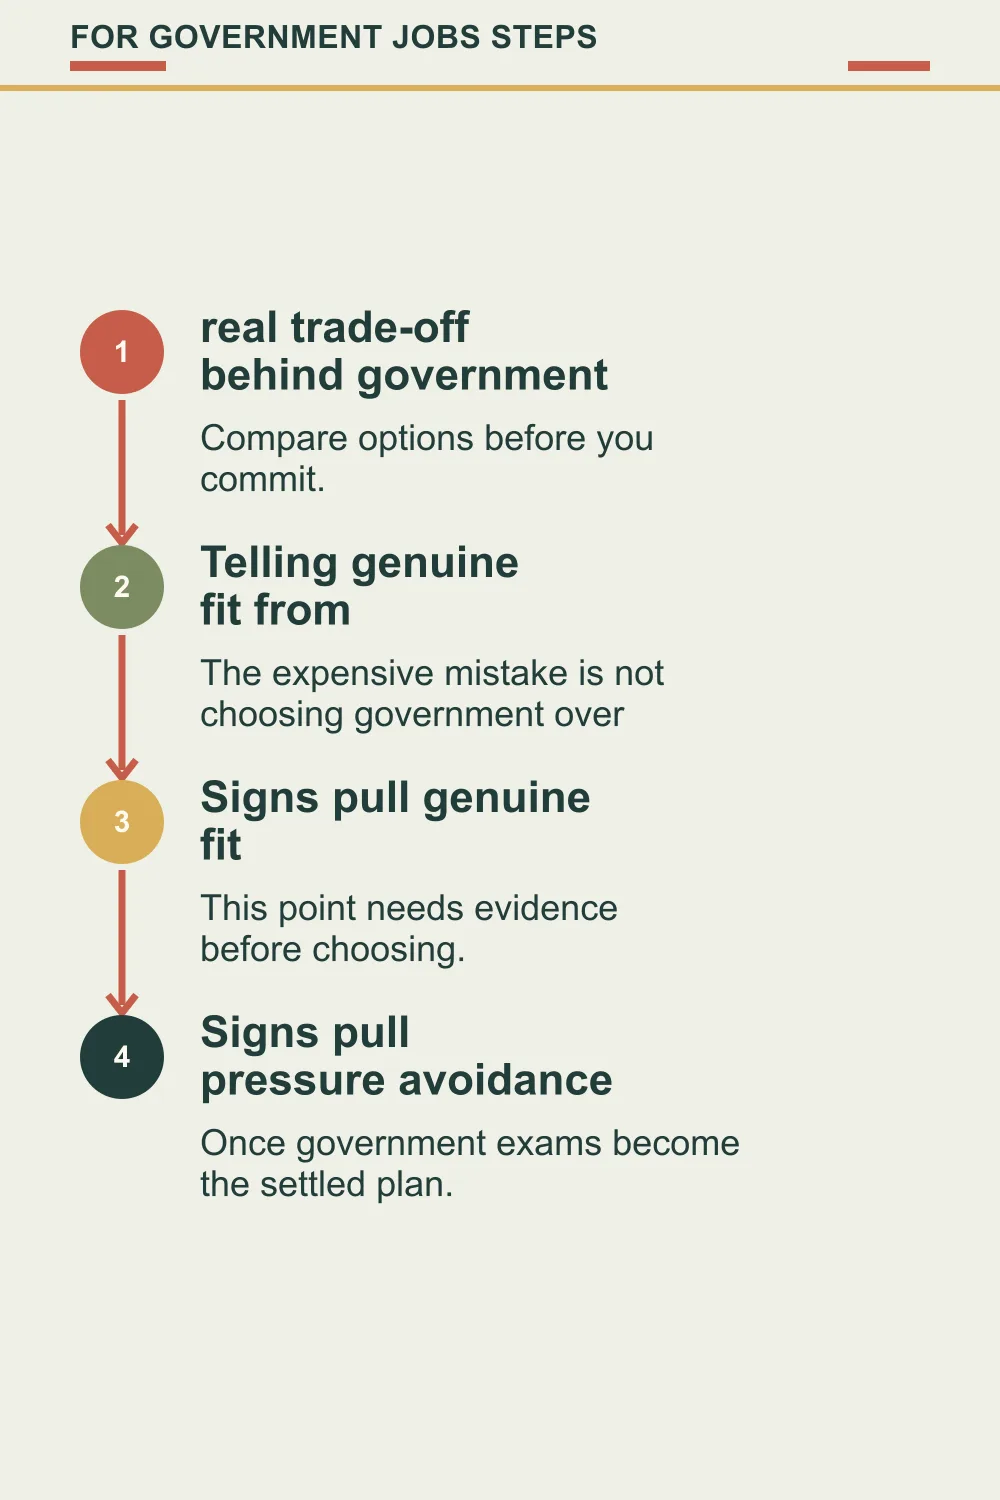 FOR GOVERNMENT JOBS STEPS
1
real trade-off
behind government
Compare options before you
commit.
2
Telling genuine
fit from
The expensive mistake is not
choosing government over
3
Signs pull genuine
fit
This point needs evidence
before choosing.
4
Signs pull
pressure avoidance
Once government exams become
the settled plan.